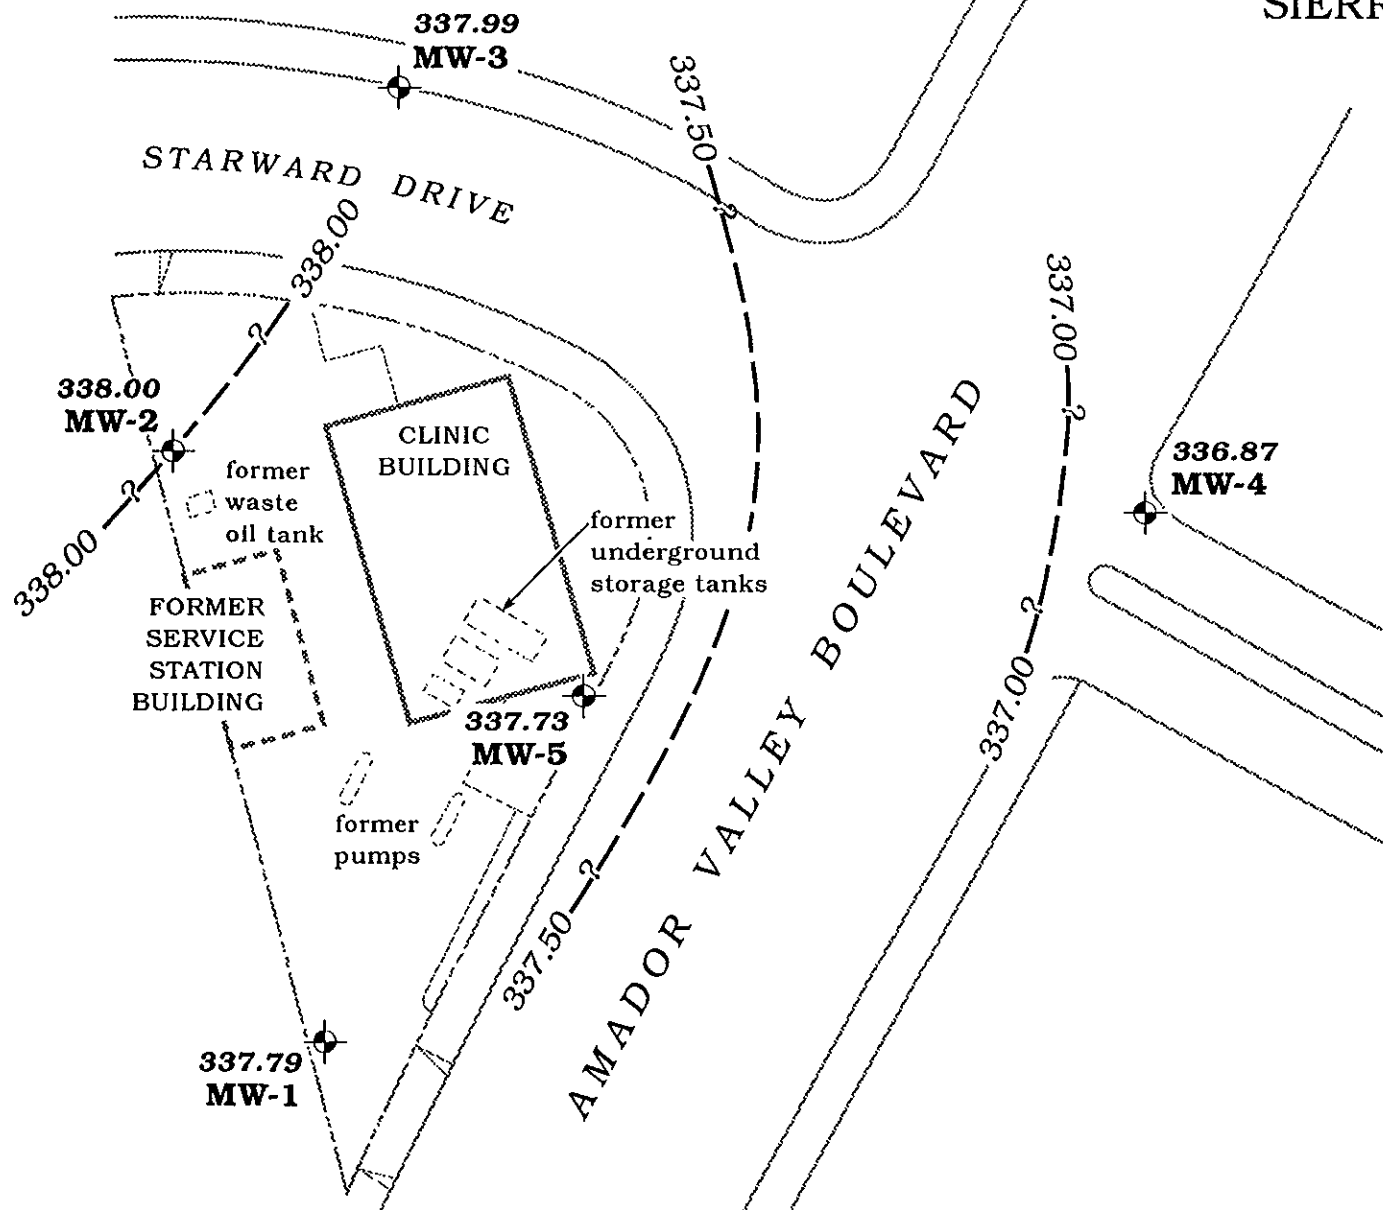 SIERR
337.99
MW-3
337.50
STARWARD DRIVE
338.00
?
?
337.00
338.00
MW-2
CLINIC
BUILDING
?
336.87
MW-4
former
waste
oil tank
?
338.00
former
underground
storage tanks
FORMER
SERVICE
STATION
BUILDING
?
337.73
MW-5
337.00
former
pumps
?
337.50
AMADOR VALLEY BOULEVARD
337.79
MW-1